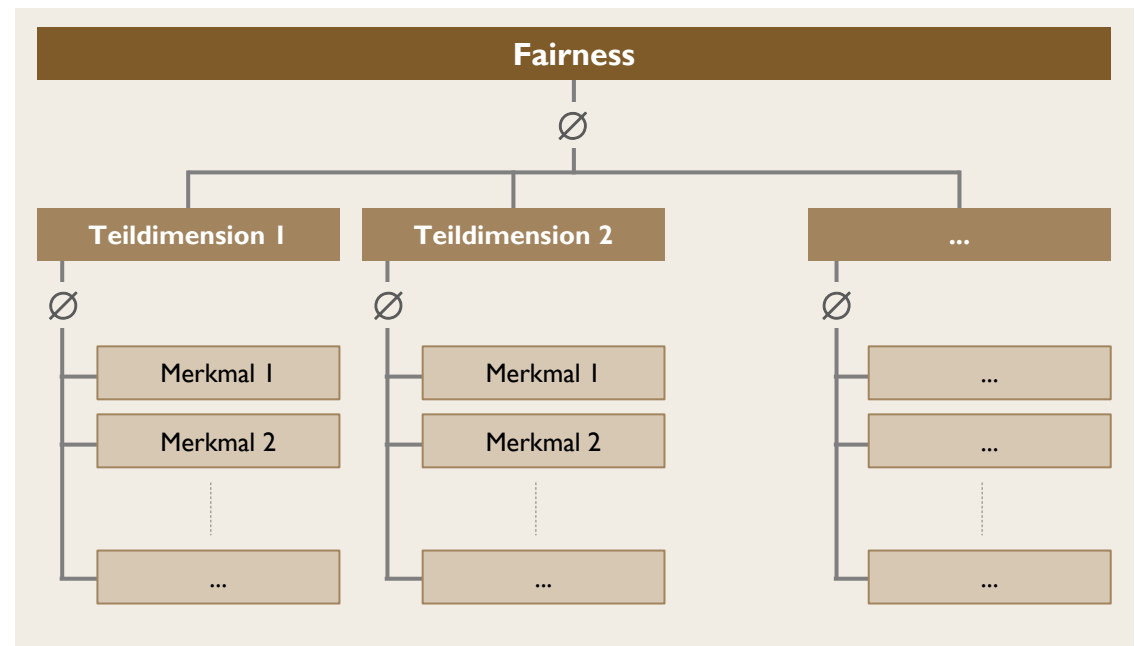 Fairness
∅
Teildimension 1
Teildimension 2
...
∅
∅
∅
Merkmal 1
Merkmal 1
...
Merkmal 2
Merkmal 2
...
...
...
...